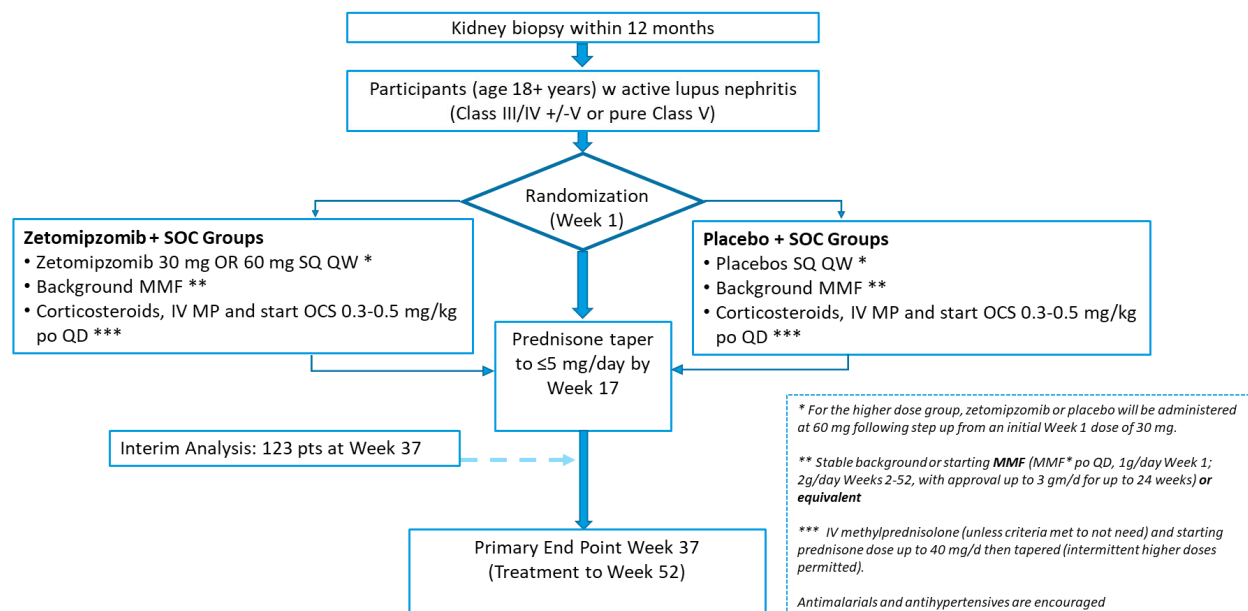 Kidney biopsy within 12 months
Participants (age 18+ years) w active lupus nephritis
(Class III/IV +/-V or pure Class V)
Randomization
(Week 1)
Zetomipzomib + SOC Groups
• Zetomipzomib 30 mg OR 60 mg SQ QW *
• Background MMF **
• Corticosteroids, IV MP and start OCS 0.3-0.5 mg/kg
po QD ***
Placebo + SOC Groups
• Placebos SQ QW *
• Background MMF **
• Corticosteroids, IV MP and start OCS 0.3-0.5 mg/kg
po QD ***
Prednisone taper
to ≤5 mg/day by
Week 17
Interim Analysis: 123 pts at Week 37
Primary End Point Week 37
(Treatment to Week 52)
* For the higher dose group, zetomipzomib or placebo will be administered
at 60 mg following step up from an initial Week 1 dose of 30 mg.
** Stable background or starting MMF (MMF* po QD, 1g/day Week 1;
2g/day Weeks 2-52, with approval up to 3 gm/d for up to 24 weeks) or
equivalent
*** IV methylprednisolone (unless criteria met to not need) and starting
prednisone dose up to 40 mg/d then tapered (intermittent higher doses
permitted).
Antimalarials and antihypertensives are encouraged